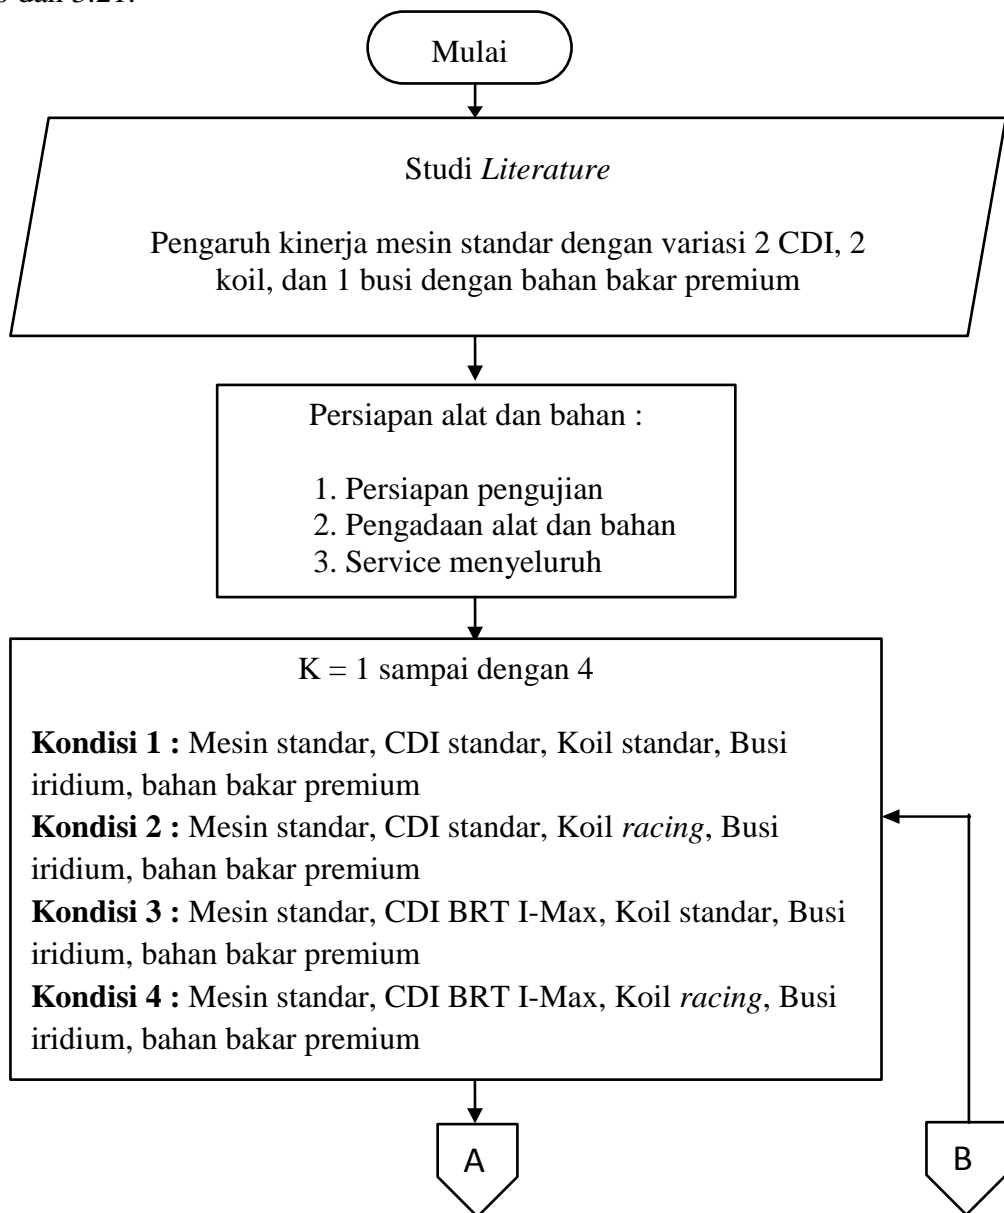 dan 3.21.
Mulai
Studi Literature
Pengaruh kinerja mesin standar dengan variasi 2 CDI, 2
koil, dan 1 busi dengan bahan bakar premium
Persiapan alat dan bahan :
1. Persiapan pengujian
2. Pengadaan alat dan bahan
3. Service menyeluruh
K = 1 sampai dengan 4
Kondisi 1 : Mesin standar, CDI standar, Koil standar, Busi
iridium, bahan bakar premium
Kondisi 2 : Mesin standar, CDI standar, Koil racing, Busi
iridium, bahan bakar premium
Kondisi 3 : Mesin standar, CDI BRT I-Max, Koil standar, Busi
iridium, bahan bakar premium
Kondisi 4 : Mesin standar, CDI BRT I-Max, Koil racing, Busi
iridium, bahan bakar premium
A
B